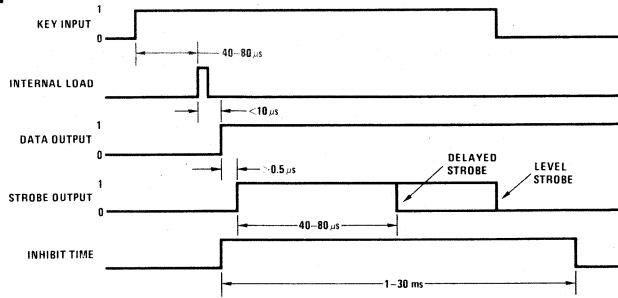 1
KEY INPUT
0
40–80 μs
INTERNAL LOAD
<10 μs
1
DATA OUTPUT
0
>0.5 μs
DELAYED STROBE
LEVEL STROBE
1
STROBE OUTPUT
0
40–80 μs
INHIBIT TIME
1–30 ms